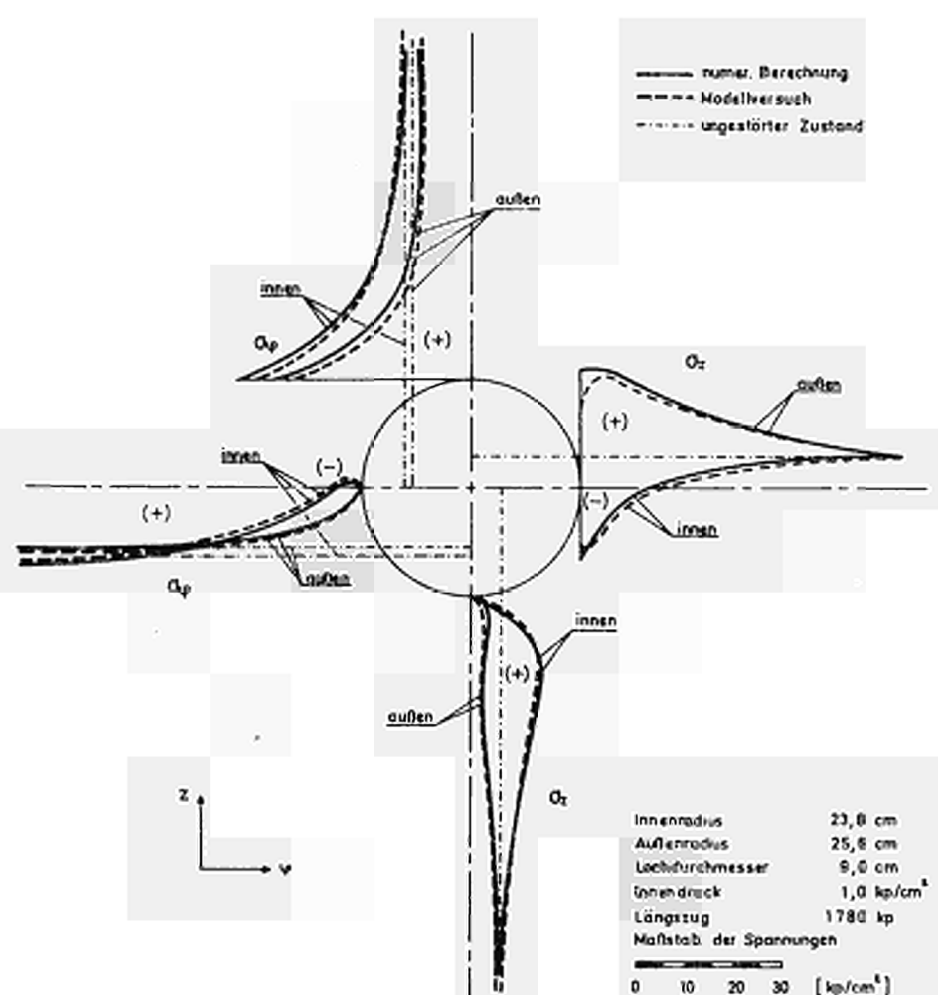 numer. Berechnung
Modellversuch
ungestörter Zustand
außen
innen
σφ
(+)
σz
außen
(+)
innen
(-)
(+)
(-)
innen
außen
σφ
innen
(+)
außen
z
φ
σz
Innenradius 23,8 cm
Außenradius 25,8 cm
Lochdurchmesser 9,0 cm
Innendruck 1,0 kp/cm²
Längszug 1780 kp
Maßstab der Spannungen
0 10 20 30 [kp/cm²]